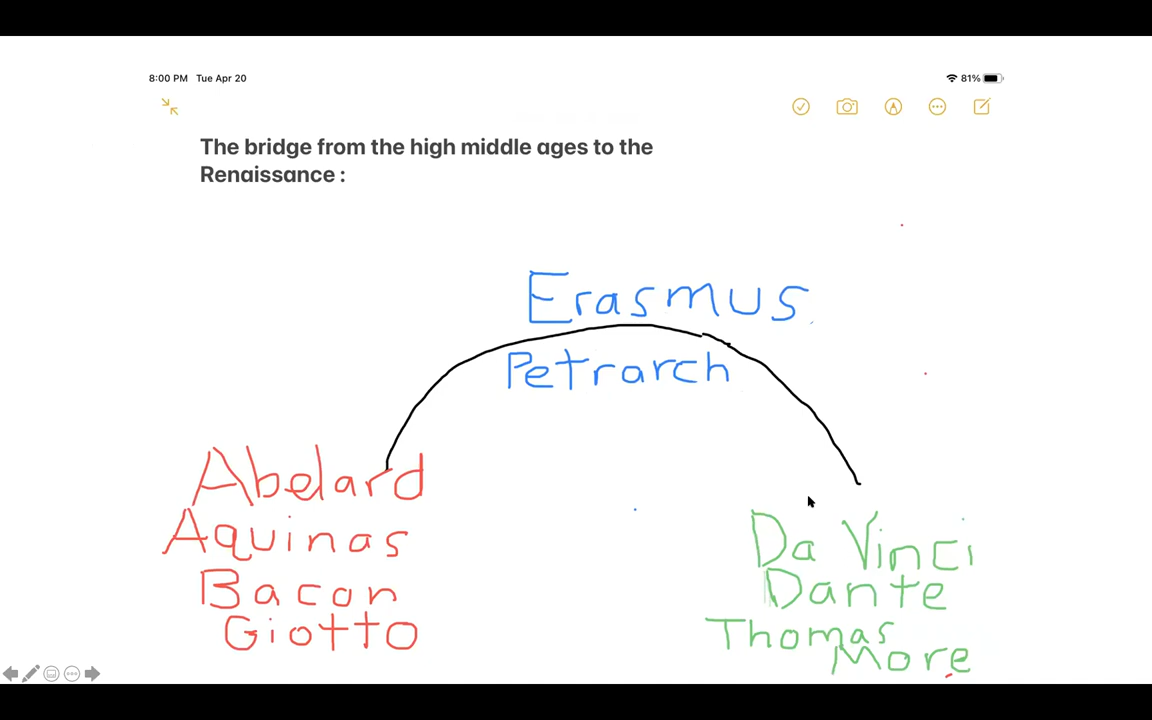 8:00 PM Tue Apr 20
81%
The bridge from the high middle ages to the
Renaissance :
Erasmus
Petrarch
Abelard
Aquinas
Bacon
Giotto
Da Vinci
Dante
Thomas
More